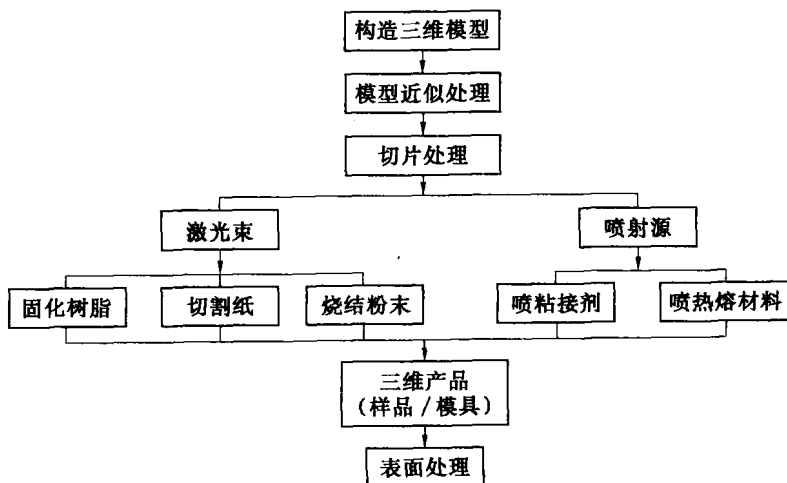 构造三维模型
模型近似处理
切片处理
激光束
喷射源
固化树脂
切割纸
烧结粉末
喷粘接剂
喷热熔材料
三维产品
(样品/模具)
表面处理